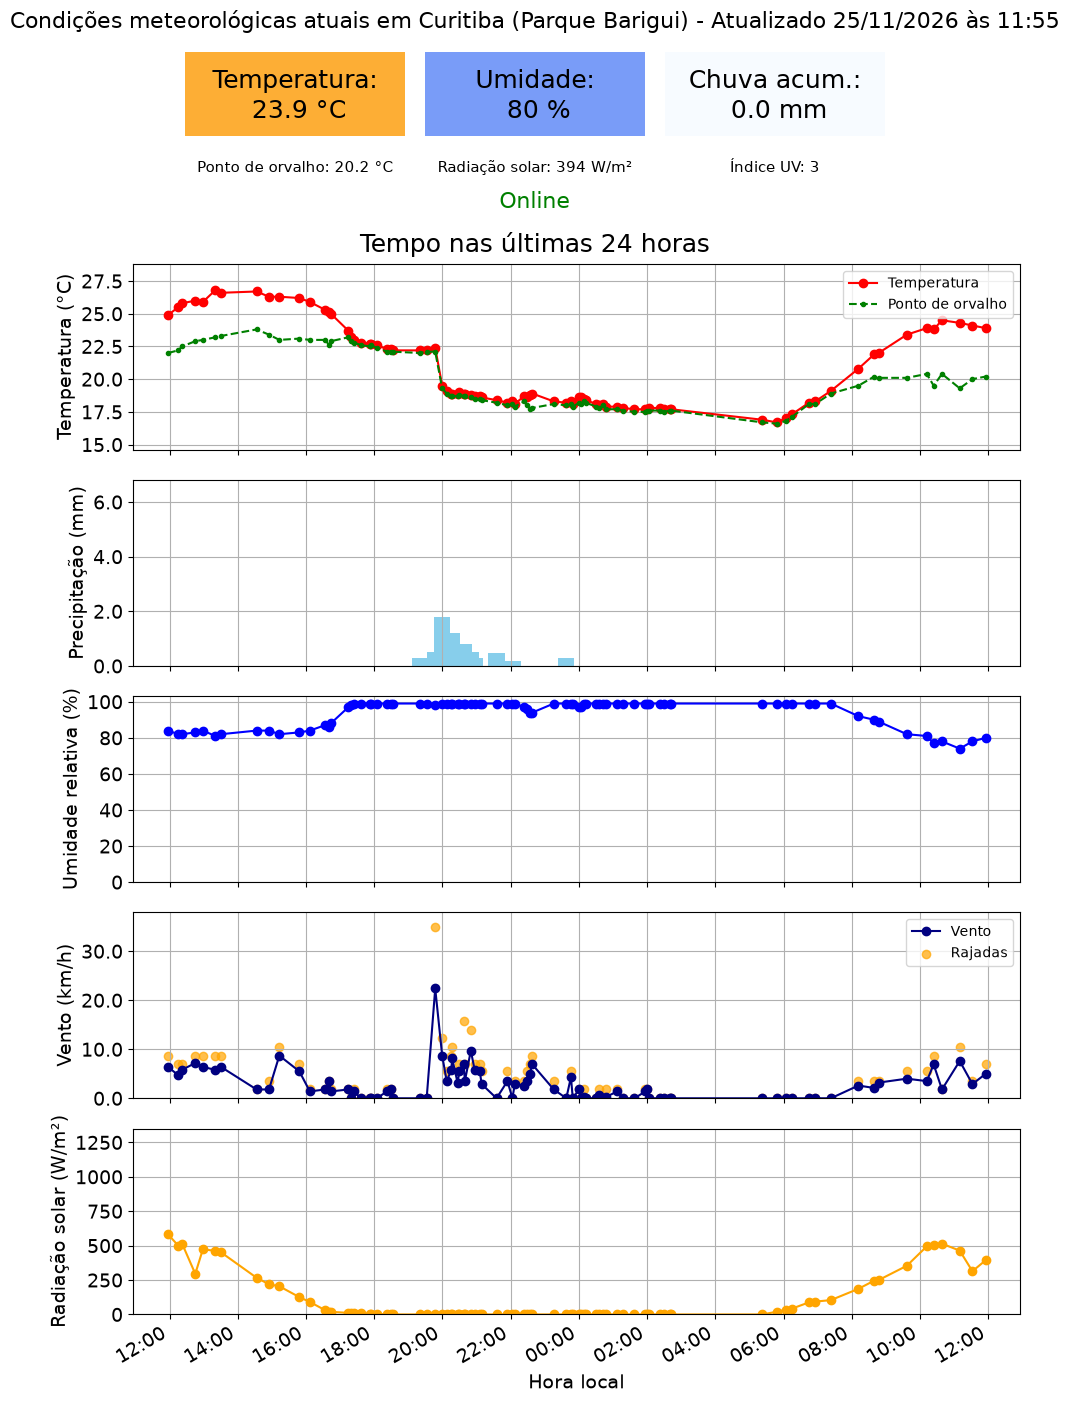 Condições meteorológicas atuais em Curitiba (Parque Barigui) - Atualizado 25/11/2026 às 11:55
Temperatura:
23.9 °C
Umidade:
80 %
Chuva acum.:
0.0 mm
Ponto de orvalho: 20.2 °C
Radiação solar: 394 W/m²
Índice UV: 3
Online
Tempo nas últimas 24 horas
Temperatura (°C)
27.5
25.0
22.5
20.0
17.5
15.0
Temperatura
Ponto de orvalho
Precipitação (mm)
6.0
4.0
2.0
0.0
Umidade relativa (%)
100
80
60
40
20
0
Vento (km/h)
30.0
20.0
10.0
0.0
Vento
Rajadas
Radiação solar (W/m²)
1250
1000
750
500
250
0
12:00
14:00
16:00
18:00
20:00
22:00
00:00
02:00
04:00
06:00
08:00
10:00
12:00
Hora local